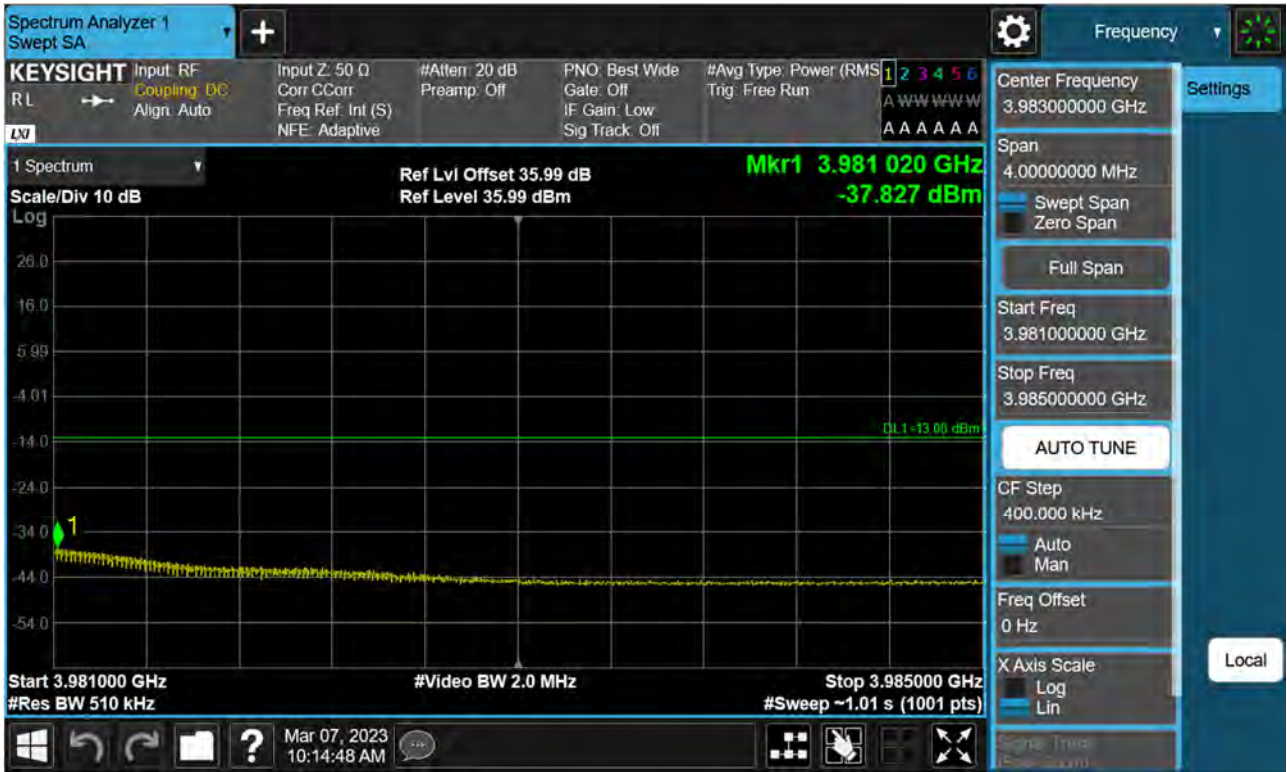 Spectrum Analyzer 1
Swept SA
+
Frequency
KEYSIGHT
R L
LXI
Input: RF
Coupling: DC
Align: Auto
Input Z: 50 Ω
Corr CCorr
Freq Ref: Int (S)
NFE: Adaptive
#Atten: 20 dB
Preamp: Off
PNO: Best Wide
Gate: Off
IF Gain: Low
Sig Track: Off
#Avg Type: Power (RMS
Trig: Free Run
1 2 3 4 5 6
A W W W W W
A A A A A A
1 Spectrum
Scale/Div 10 dB
Ref Lvl Offset 35.99 dB
Ref Level 35.99 dBm
Mkr1 3.981 020 GHz
-37.827 dBm
Log
26.0
16.0
5.99
-4.01
-14.0
-24.0
-34.0
-44.0
-54.0
DL1 -13.00 dBm
1
Start 3.981000 GHz
#Res BW 510 kHz
#Video BW 2.0 MHz
Stop 3.985000 GHz
#Sweep ~1.01 s (1001 pts)
Center Frequency
3.983000000 GHz
Span
4.00000000 MHz
Swept Span
Zero Span
Full Span
Start Freq
3.981000000 GHz
Stop Freq
3.985000000 GHz
AUTO TUNE
CF Step
400.000 kHz
Auto
Man
Freq Offset
0 Hz
X Axis Scale
Log
Lin
Settings
Local
?
Mar 07, 2023
10:14:48 AM